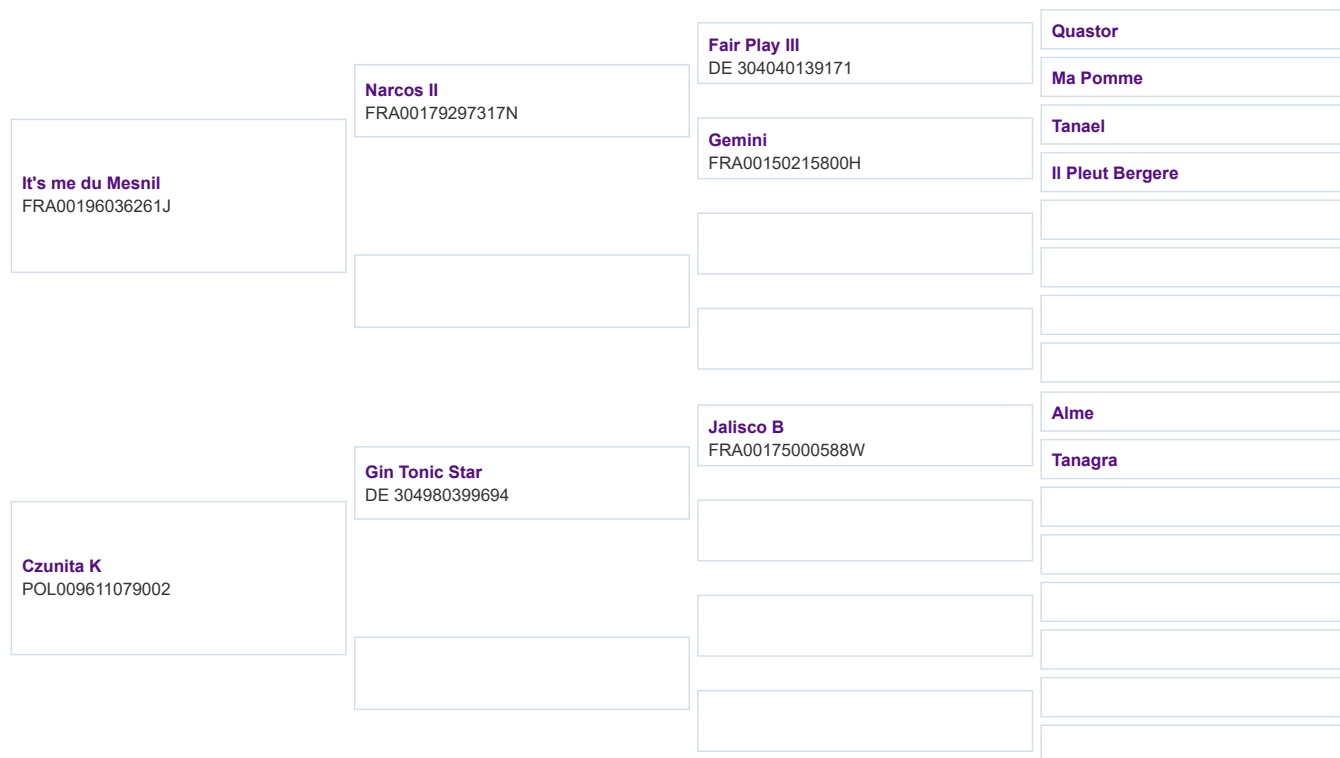 It's me du Mesnil
FRA00196036261J
Narcos II
FRA00179297317N
Fair Play III
DE 304040139171
Quastor
Ma Pomme
Gemini
FRA00150215800H
Tanael
Il Pleut Bergere
Czunita K
POL009611079002
Gin Tonic Star
DE 304980399694
Jalisco B
FRA00175000588W
Alme
Tanagra